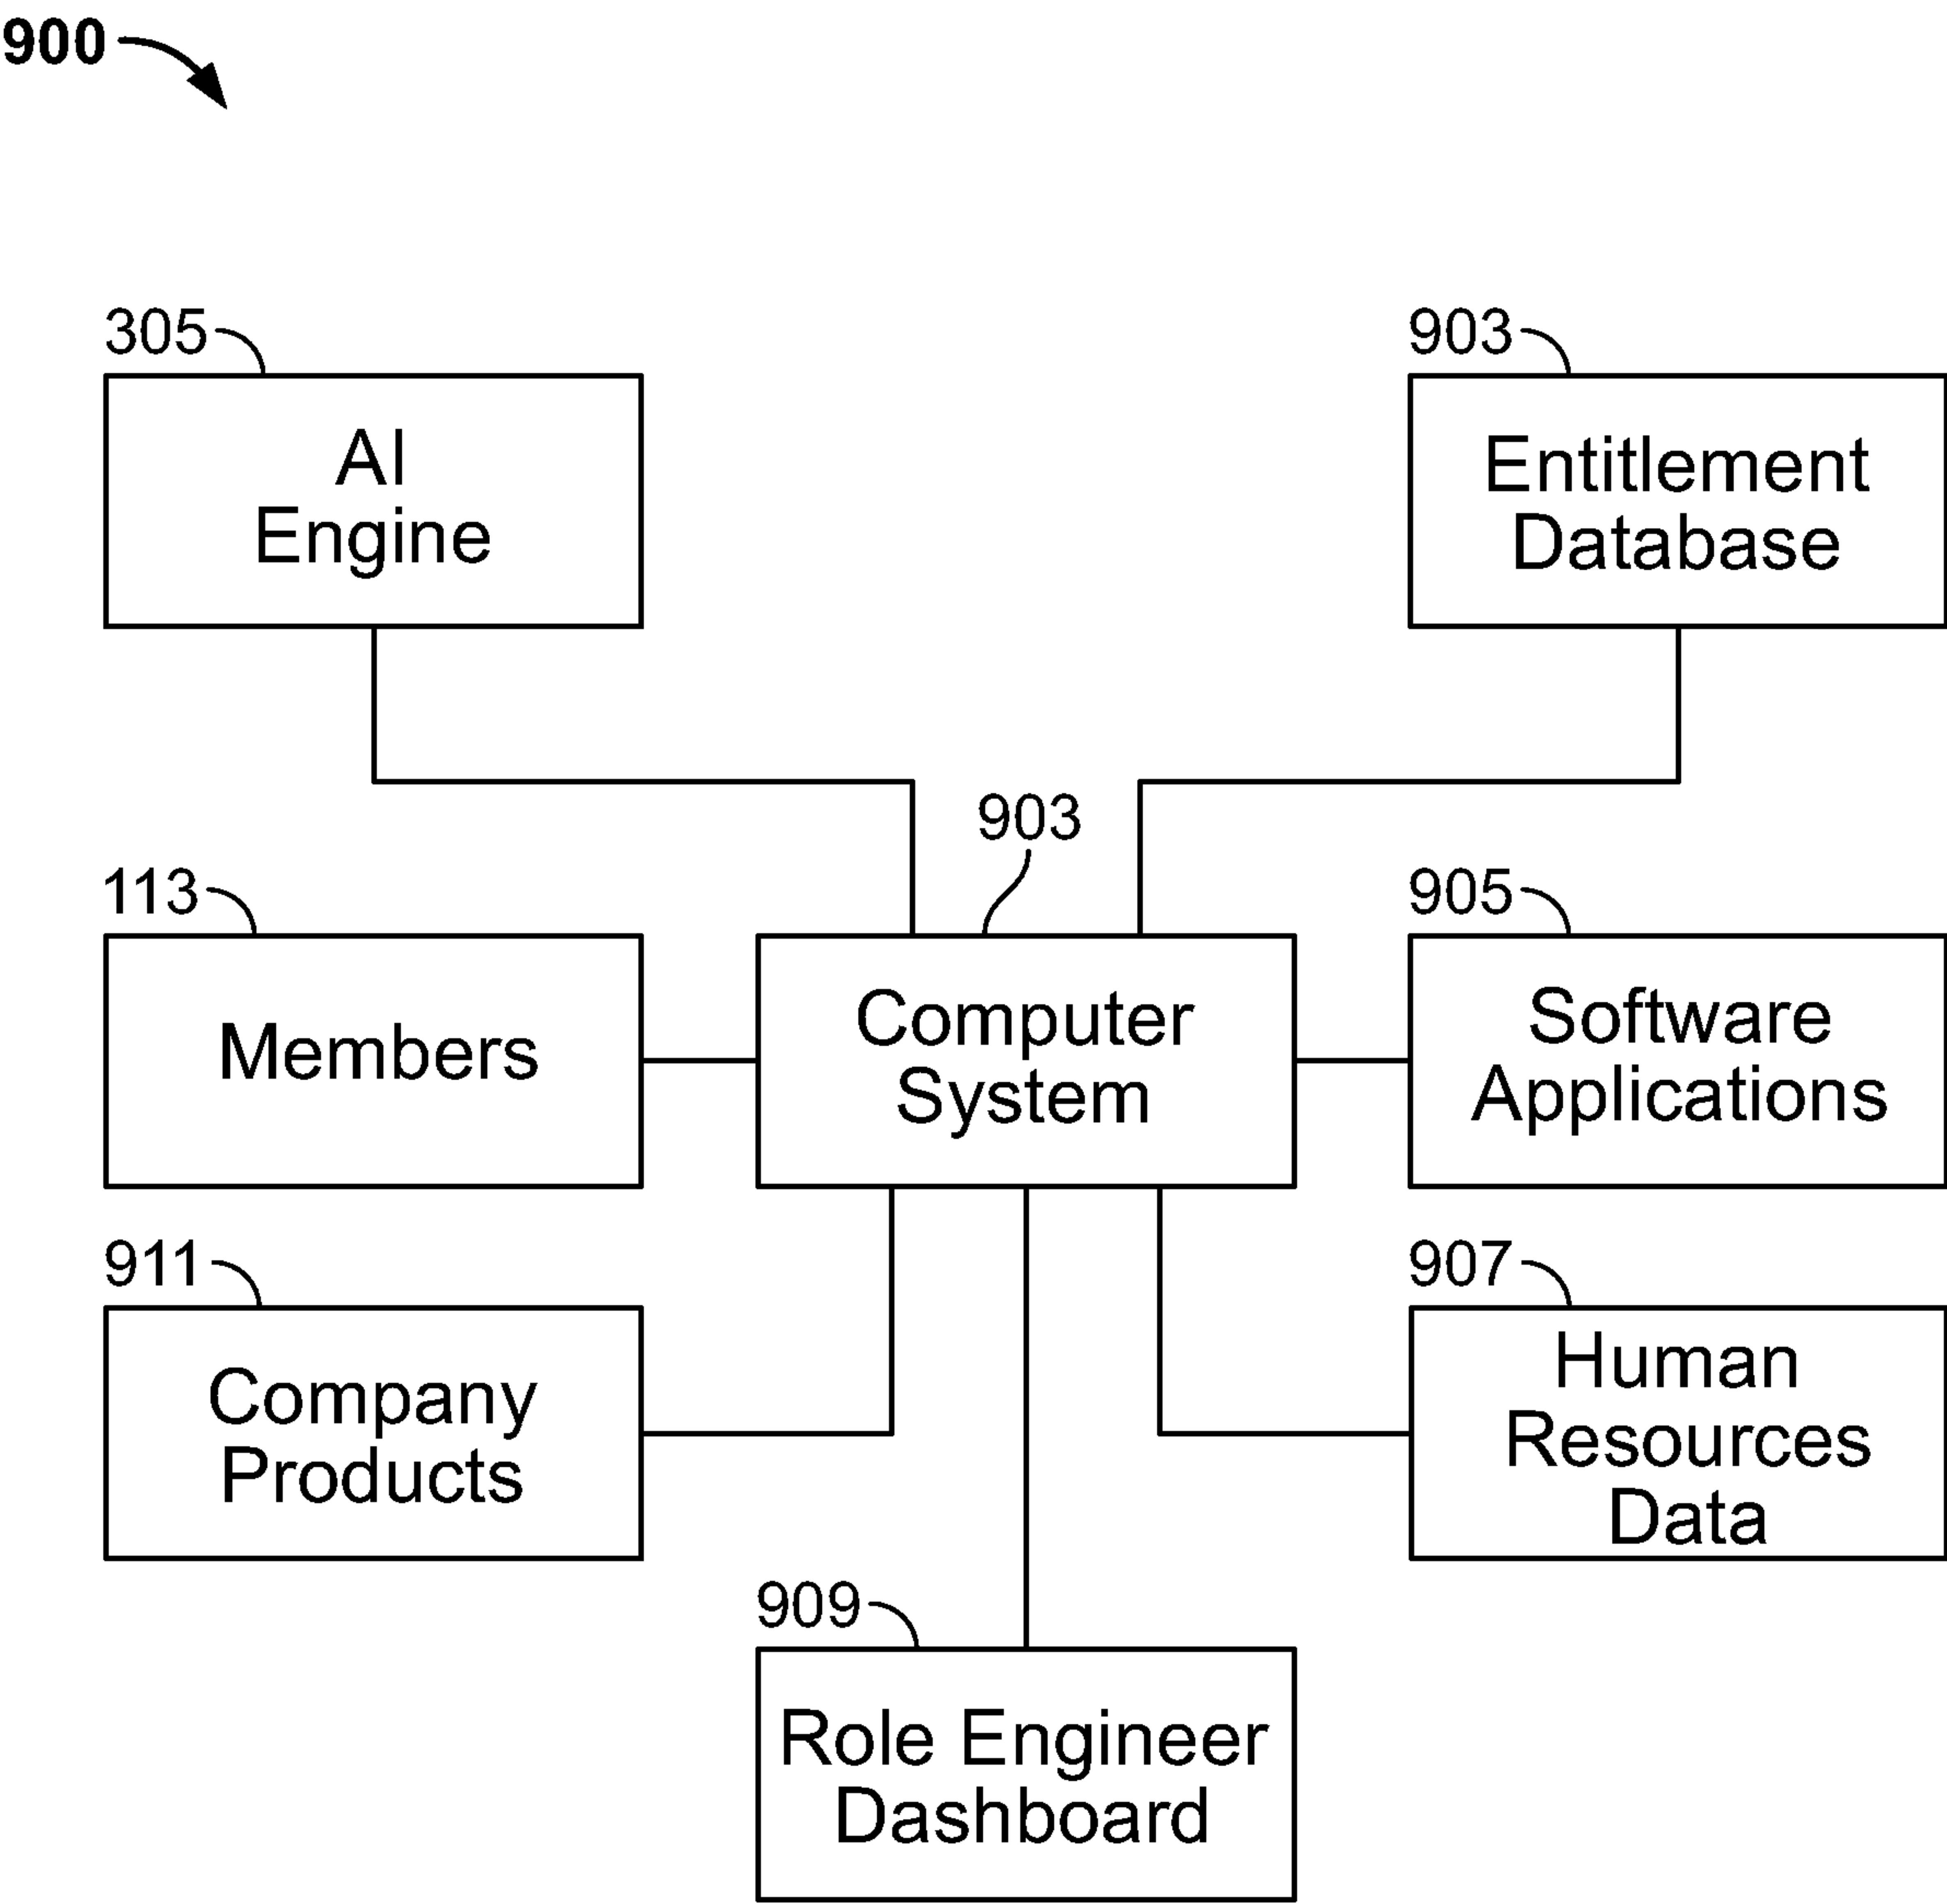 900
305
AI
Engine
903
Entitlement
Database
903
113
Members
Computer
System
905
Software
Applications
911
Company
Products
907
Human
Resources
Data
909
Role Engineer
Dashboard